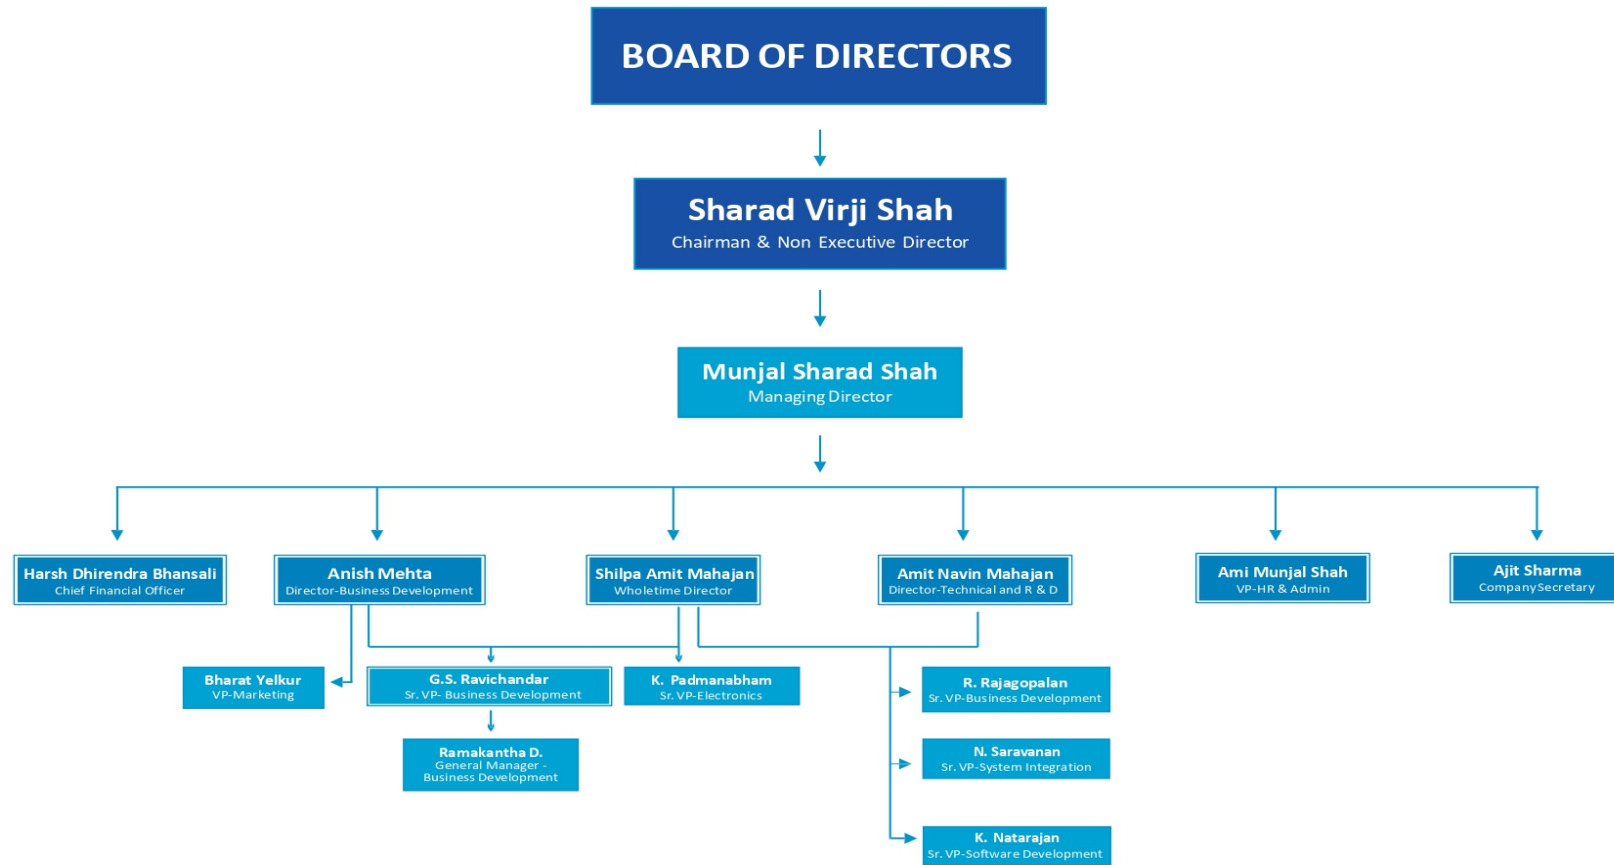 BOARD OF DIRECTORS
Sharad Virji Shah
Chairman & Non Executive Director
Munjal Sharad Shah
Managing Director
Harsh Dhirendra Bhansali
Chief Financial Officer
Anish Mehta
Director-Business Development
Shilpa Amit Mahajan
Wholetime Director
Amit Navin Mahajan
Director-Technical and R & D
Ami Munjal Shah
VP-HR & Admin
Ajit Sharma
CompanySecretary
Bharat Yelkur
VP-Marketing
G.S. Ravichandar
Sr. VP- Business Development
K. Padmanabham
Sr. VP-Electronics
R. Rajagopalan
Sr. VP-Business Development
Ramakantha D.
General Manager -
Business Development
N. Saravanan
Sr. VP-System Integration
K. Natarajan
Sr. VP-Software Development